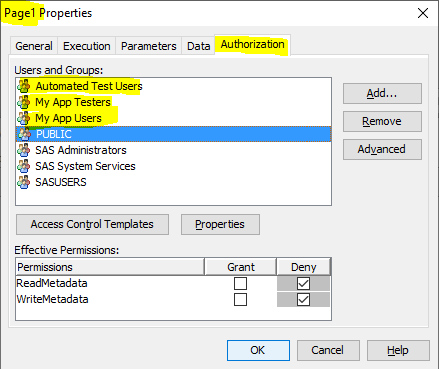 Page1 Properties
General Execution Parameters Data Authorization
Users and Groups:
Automated Test Users
My App Testers
My App Users
PUBLIC
SAS Administrators
SAS System Services
SASUSERS
Add...
Remove
Advanced
Access Control Templates Properties
Effective Permissions:
Permissions Grant Deny
ReadMetadata
WriteMetadata
OK Cancel Help